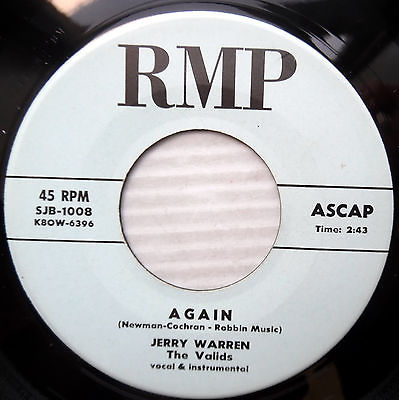 RMP
45 RPM
SJB-1008
K8OW-6396
ASCAP
Time: 2:43
AGAIN
(Newman-Cochran - Robbin Music)
JERRY WARREN
The Valids
vocal & instrumental